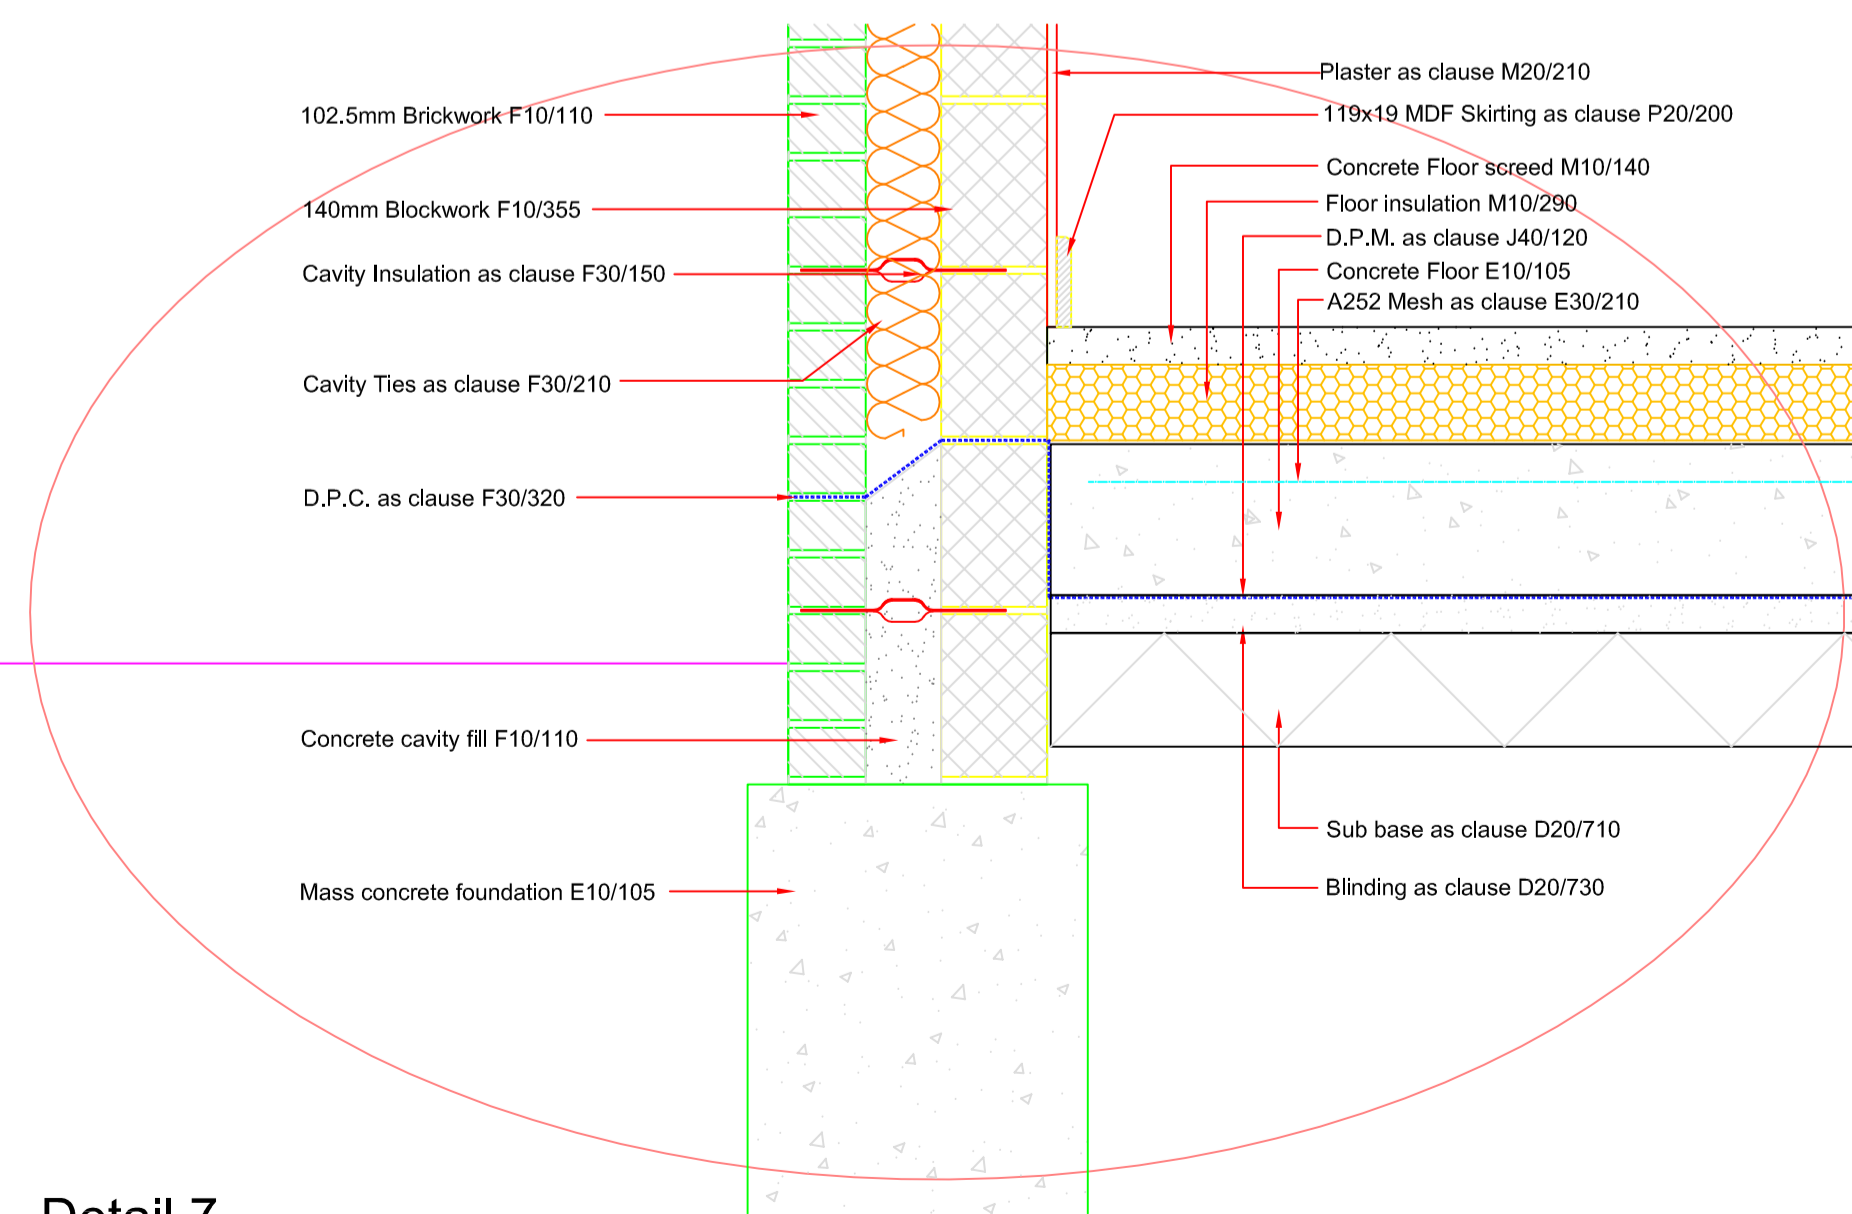 102.5mm Brickwork F10/110
140mm Blockwork F10/355
Cavity Insulation as clause F30/150
Cavity Ties as clause F30/210
D.P.C. as clause F30/320
Concrete cavity fill F10/110
Mass concrete foundation E10/105
Plaster as clause M20/210
119x19 MDF Skirting as clause P20/200
Concrete Floor screed M10/140
Floor insulation M10/290
D.P.M. as clause J40/120
Concrete Floor E10/105
A252 Mesh as clause E30/210
Sub base as clause D20/710
Blinding as clause D20/730
Detail 7